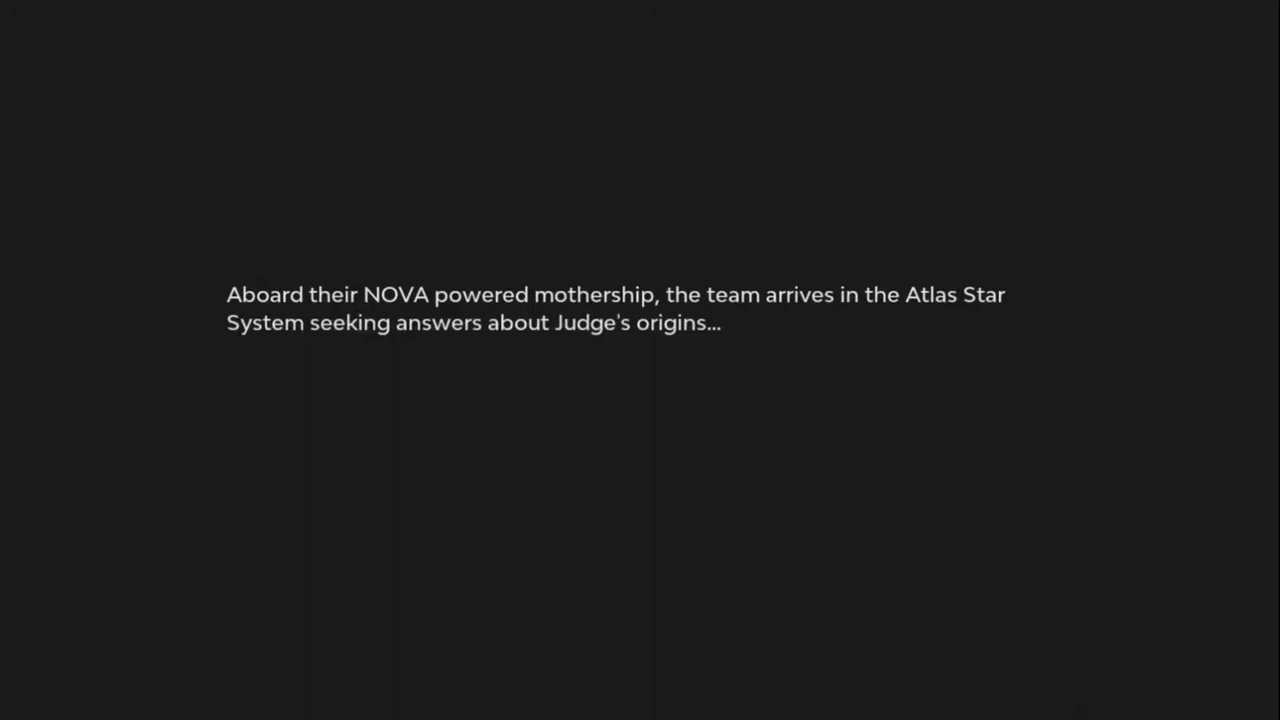 Aboard their NOVA powered mothership, the team arrives in the Atlas Star
System seeking answers about Judge's origins...